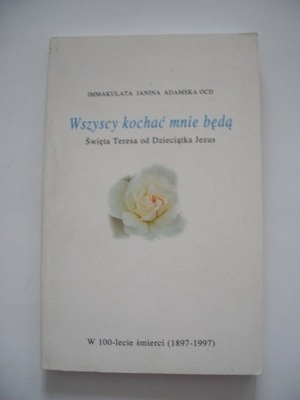 IMMAKULATA JANINA ADAMSKA OCD
Wszyscy kochać mnie będą
Święta Teresa od Dzieciątka Jezus
W 100-lecie śmierci (1897-1997)